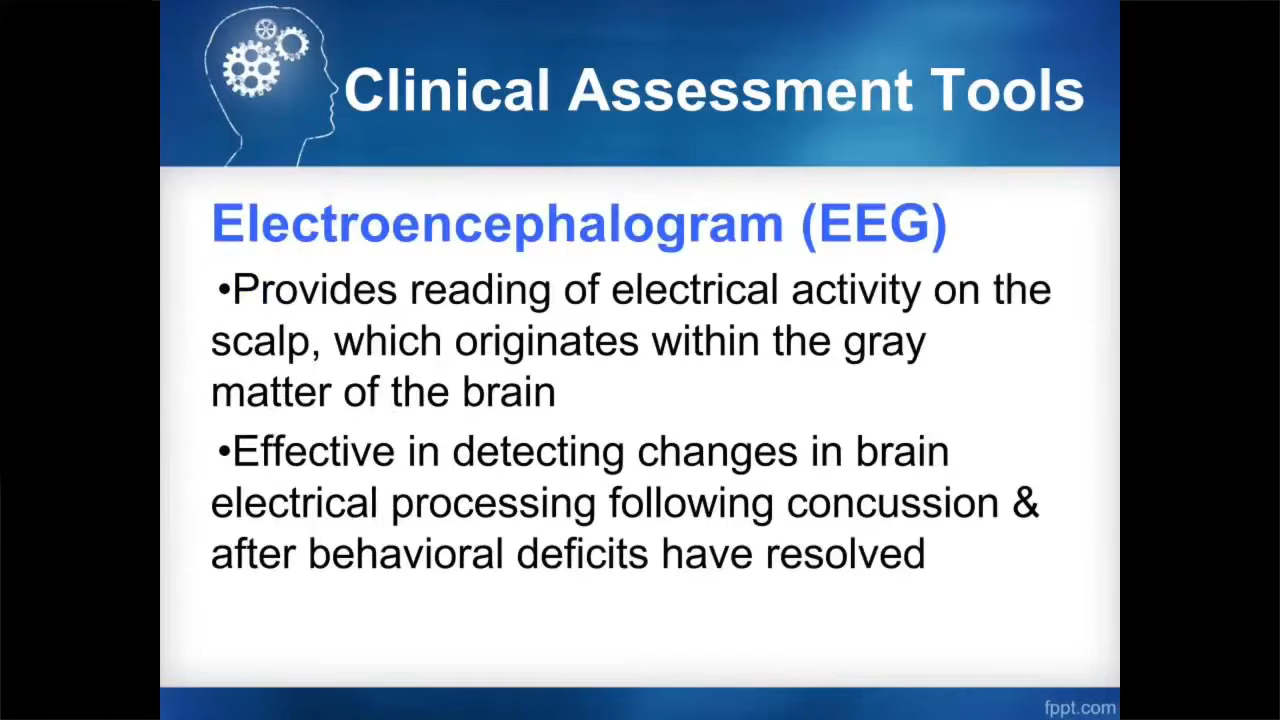 Clinical Assessment Tools
Electroencephalogram (EEG)
•Provides reading of electrical activity on the
scalp, which originates within the gray
matter of the brain
•Effective in detecting changes in brain
electrical processing following concussion &
after behavioral deficits have resolved
fppt.com